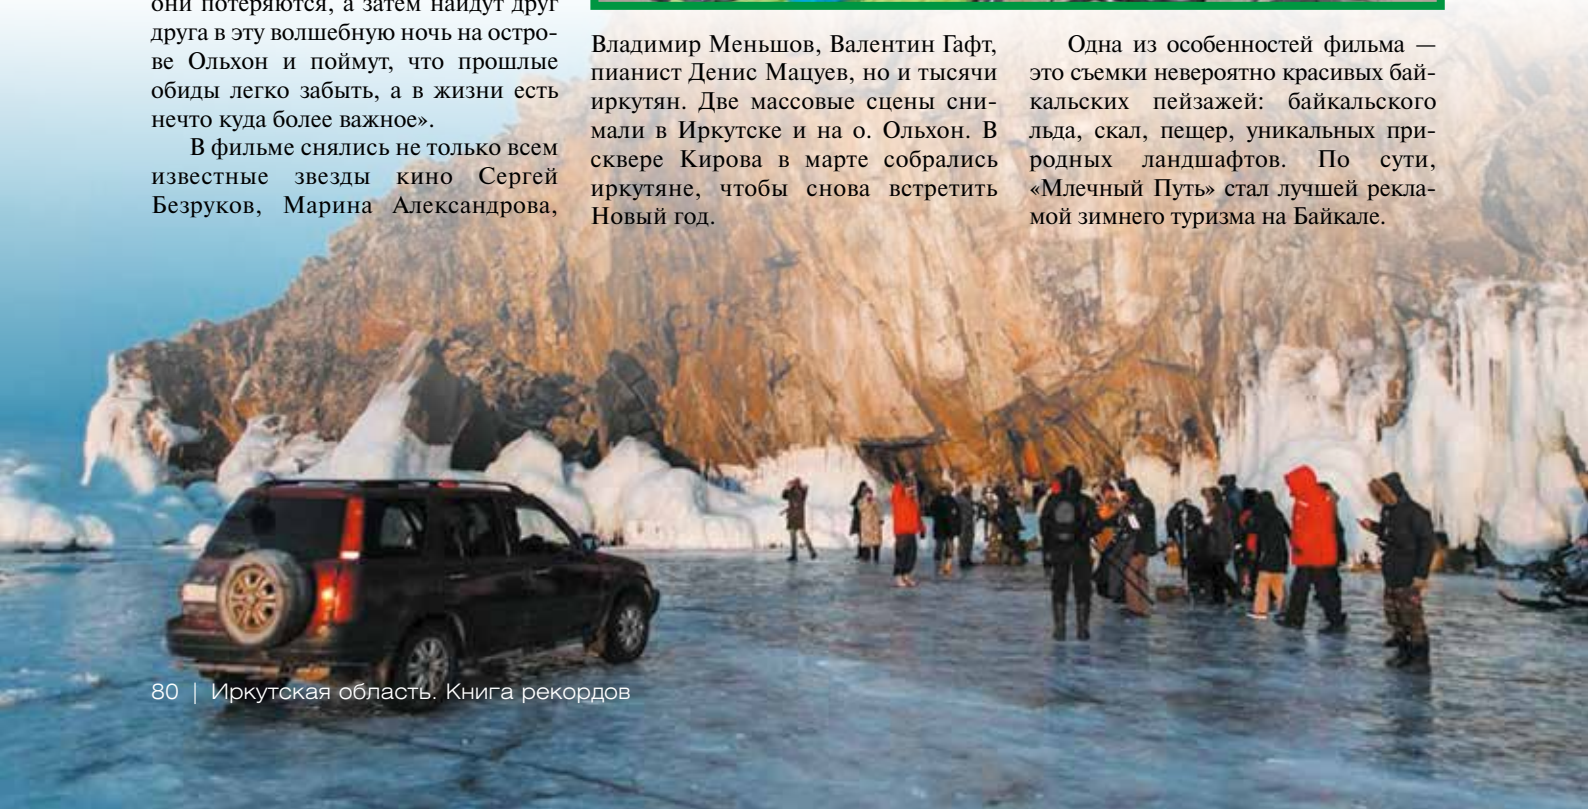 они потеряются, а затем найдут друг
друга в эту волшебную ночь на остро-
ве Ольхон и поймут, что прошлые
обиды легко забыть, а в жизни есть
нечто куда более важное».
В фильме снялись не только всем
известные звезды кино Сергей
Безруков, Марина Александрова,
Владимир Меньшов, Валентин Гафт,
пианист Денис Мацуев, но и тысячи
иркутян. Две массовые сцены сни-
мали в Иркутске и на о. Ольхон. В
сквере Кирова в марте собрались
иркутяне, чтобы снова встретить
Новый год.
Одна из особенностей фильма —
это съемки невероятно красивых бай-
кальских пейзажей: байкальского
льда, скал, пещер, уникальных при-
родных ландшафтов. По сути,
«Млечный Путь» стал лучшей рекла-
мой зимнего туризма на Байкале.
80 | Иркутская область. Книга рекордов